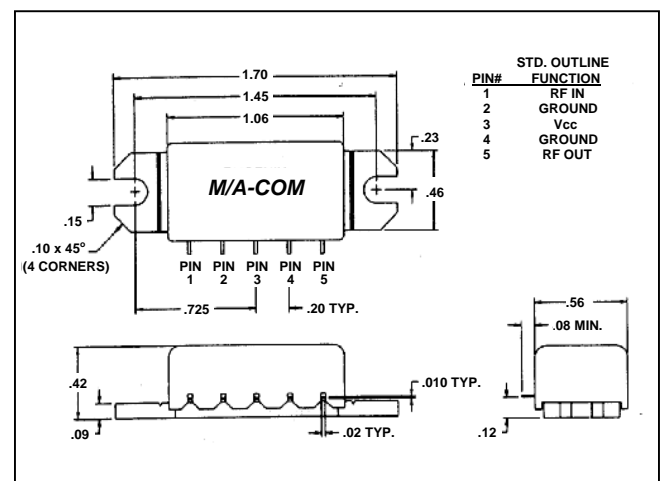 1.70
1.45
1.06
STD. OUTLINE
PIN# FUNCTION
1 RF IN
2 GROUND
3 Vcc
4 GROUND
5 RF OUT
.23
M/A-COM
.46
.15
.10 x 45°
(4 CORNERS)
PIN 1
PIN 2
PIN 3
PIN 4
PIN 5
.725
.20 TYP.
.56
.08 MIN.
.42
.010 TYP.
.09
.02 TYP.
.12